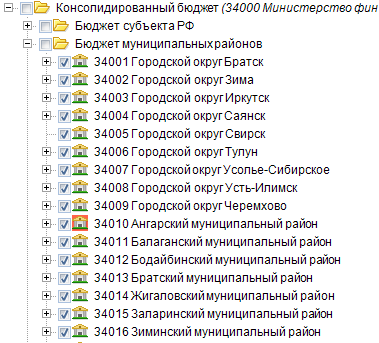 Консолидированный бюджет (34000 Министерство фин
Бюджет субъекта РФ
Бюджет муниципальных районов
34001 Городской округ Братск
34002 Городской округ Зима
34003 Городской округ Иркутск
34004 Городской округ Саянск
34005 Городской округ Свирск
34006 Городской округ Тулун
34007 Городской округ Усолье-Сибирское
34008 Городской округ Усть-Илимск
34009 Городской округ Черемхово
34010 Ангарский муниципальный район
34011 Балаганский муниципальный район
34012 Бодайбинский муниципальный район
34013 Братский муниципальный район
34014 Жигаловский муниципальный район
34015 Заларинский муниципальный район
34016 Зиминский муниципальный район